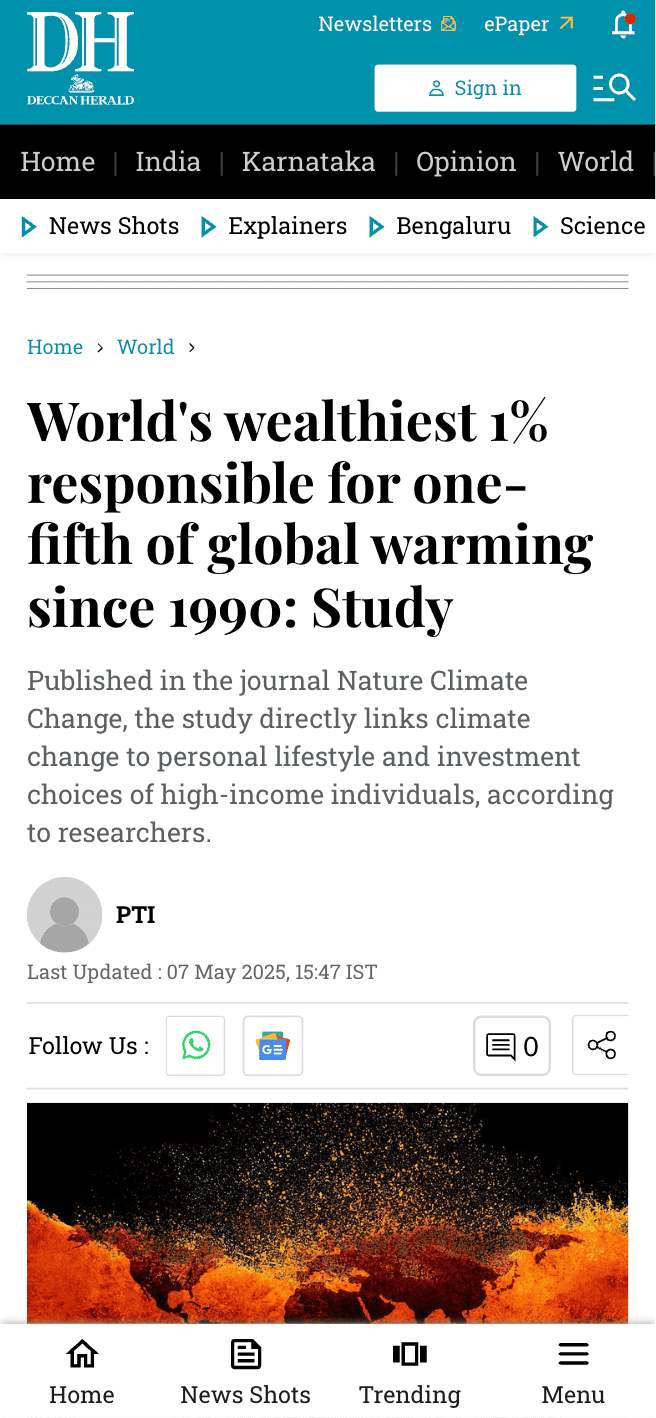 DH
DECCAN HERALD
Newsletters
ePaper
Sign in
Home | India | Karnataka | Opinion | World
News Shots
Explainers
Bengaluru
Science
Home > World >
World's wealthiest 1%
responsible for one-
fifth of global warming
since 1990: Study
Published in the journal Nature Climate
Change, the study directly links climate
change to personal lifestyle and investment
choices of high-income individuals, according
to researchers.
PTI
Last Updated : 07 May 2025, 15:47 IST
Follow Us :
GE
0
Home
News Shots
Trending
Menu